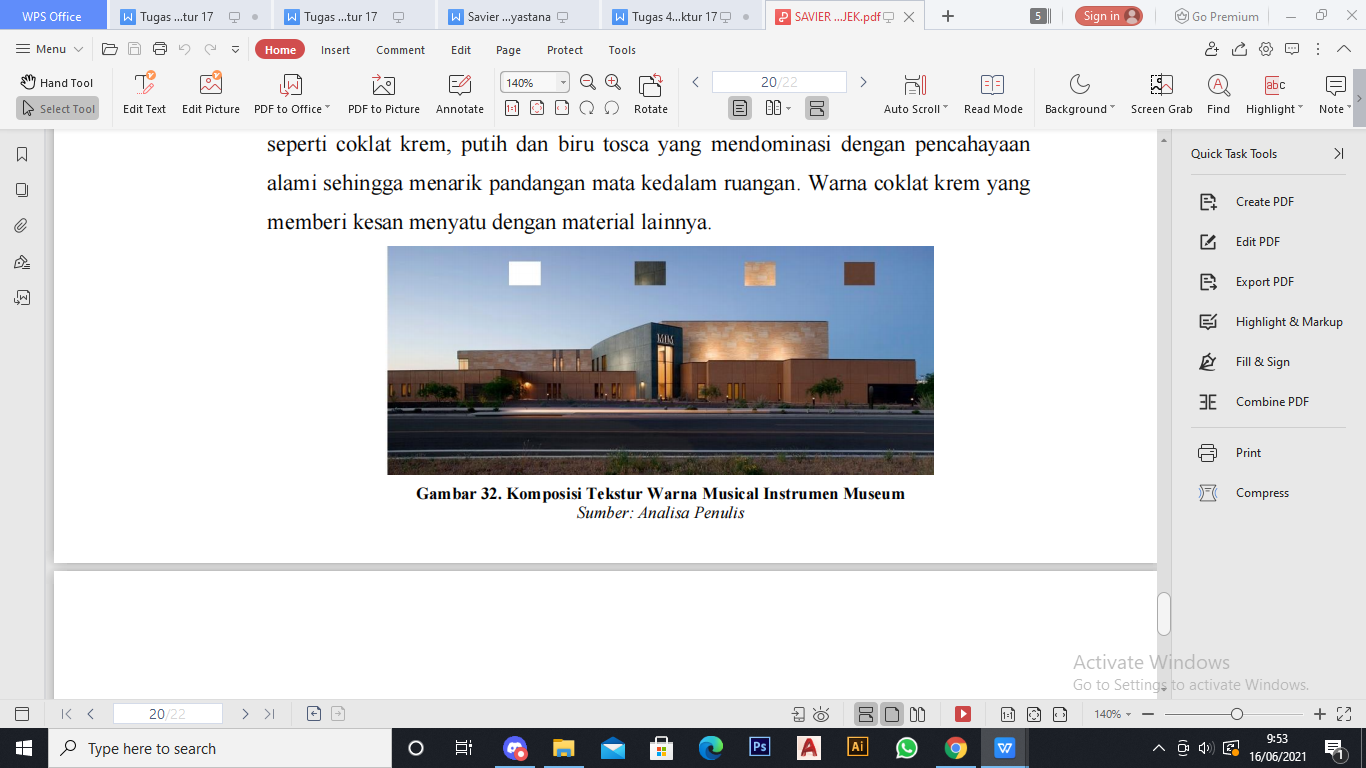 WPS Office
Tugas ...tur 17
Tugas ...tur 17
Savier ...yastana
Tugas 4...ktur 17
SAVIER ...JEK.pdf
5
Sign in
Go Premium
Menu
Home
Insert
Comment
Edit
Page
Protect
Tools
Hand Tool
Select Tool
Edit Text
Edit Picture
PDF to Office
PDF to Picture
Annotate
140%
Rotate
20/22
Auto Scroll
Read Mode
Background
Screen Grab
Find
Highlight
Note
seperti coklat krem, putih dan biru tosca yang mendominasi dengan pencahayaan
alami sehingga menarik pandangan mata kedalam ruangan. Warna coklat krem yang
memberi kesan menyatu dengan material lainnya.
MIM
Gambar 32. Komposisi Tekstur Warna Musical Instrumen Museum
Sumber: Analisa Penulis
Quick Task Tools
Create PDF
Edit PDF
Export PDF
Highlight & Markup
Fill & Sign
Combine PDF
Print
Compress
Activate Windows
Go to Settings to activate Windows.
20/22
140%
Type here to search
Ps
Ai
9:53
16/06/2021
1